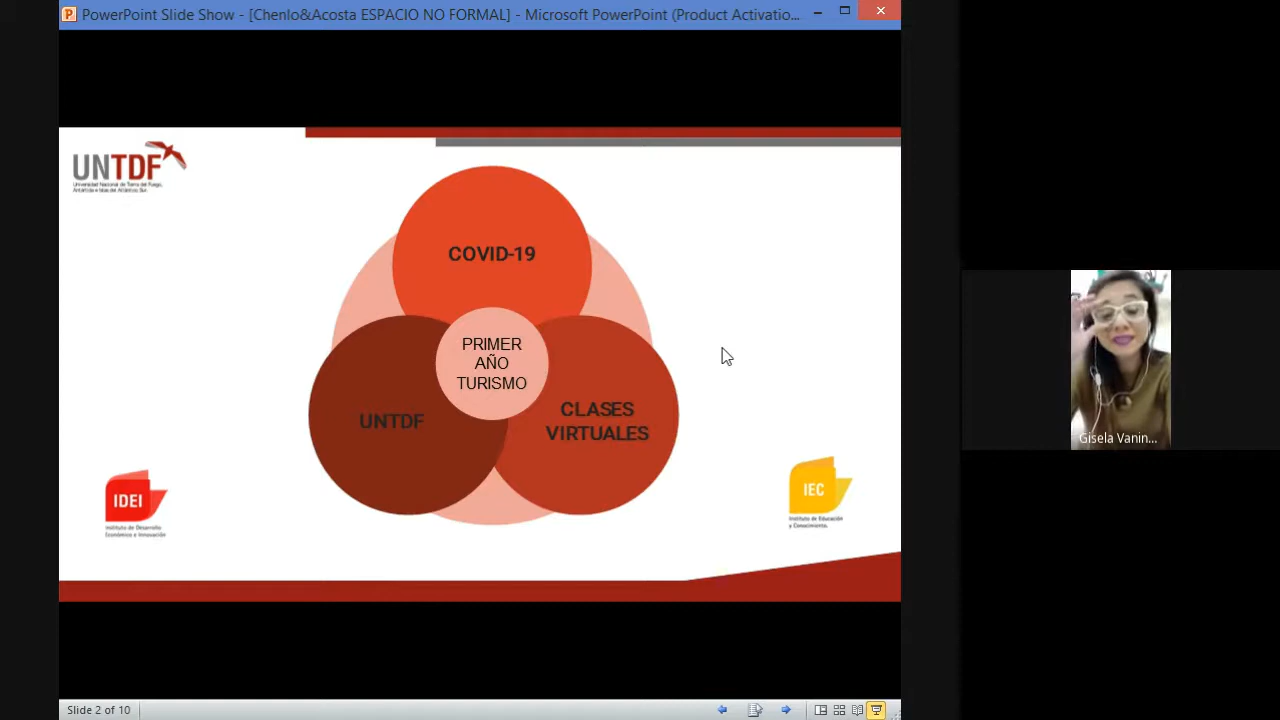 PowerPoint Slide Show - [Chenlo&Acosta ESPACIO NO FORMAL] - Microsoft PowerPoint (Product Activatio...
UNTDF
Universidad Nacional de Tierra del Fuego,
Antártida e Islas del Atlántico Sur.
COVID-19
PRIMER
AÑO
TURISMO
UNTDF
CLASES
VIRTUALES
IDEI
Instituto de Desarrollo
Económico e Innovación
IEC
Instituto de Educación
y Conocimiento.
Gisela Vanin...
Slide 2 of 10